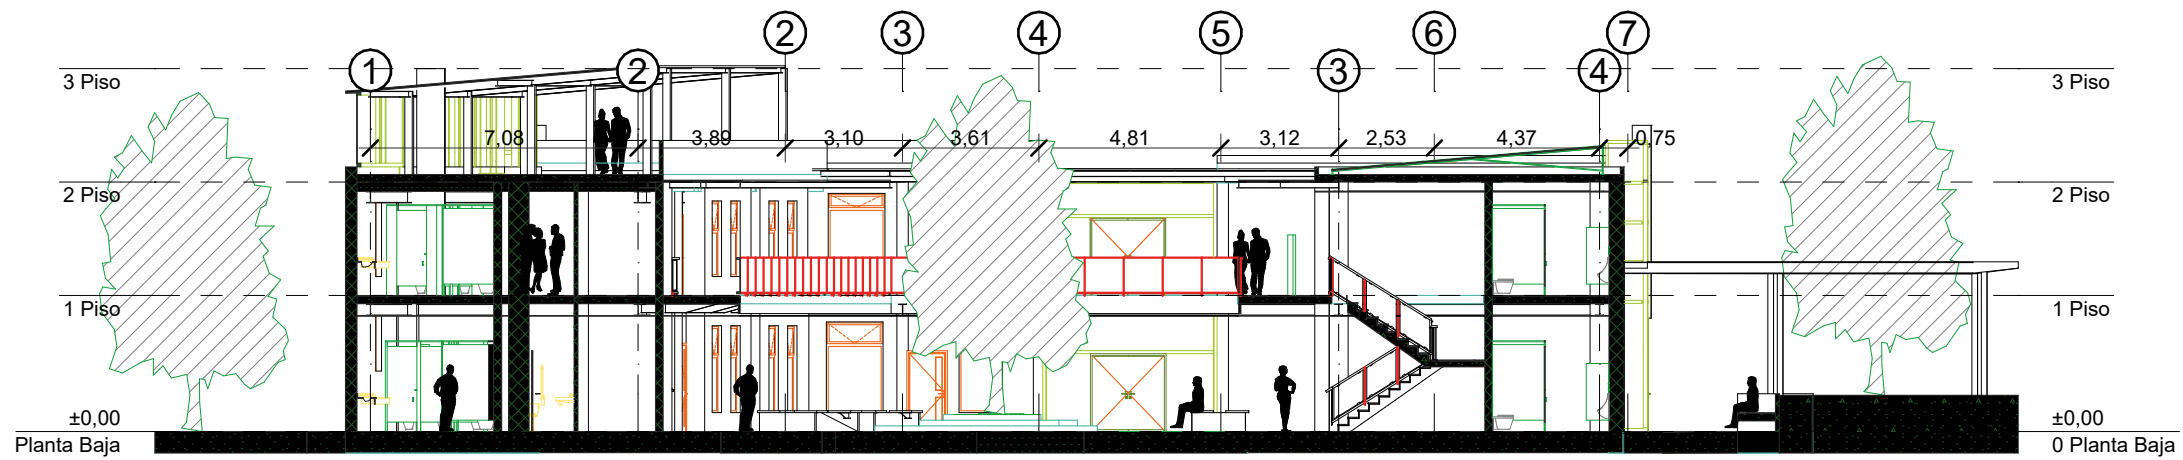 2 3 4 5 6 7
1 2 3 4
3 Piso 3 Piso
7,08 3,89 3,10 3,61 4,81 3,12 2,53 4,37 0,75
2 Piso 2 Piso
1 Piso 1 Piso
±0,00 ±0,00
Planta Baja 0 Planta Baja